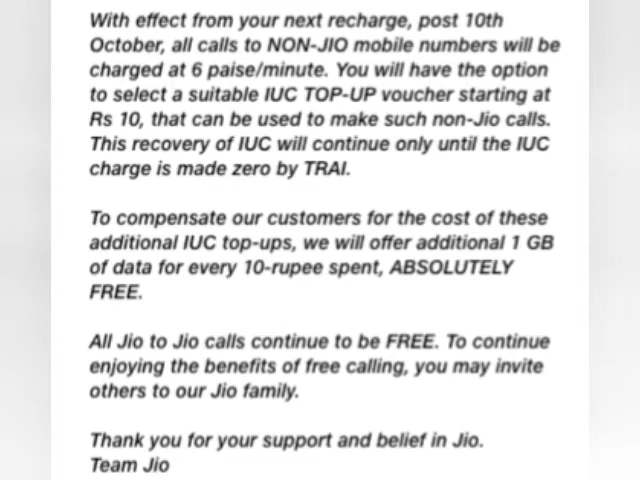 With effect from your next recharge, post 10th
October, all calls to NON-JIO mobile numbers will be
charged at 6 paise/minute. You will have the option
to select a suitable IUC TOP-UP voucher starting at
Rs 10, that can be used to make such non-Jio calls.
This recovery of IUC will continue only until the IUC
charge is made zero by TRAI.
To compensate our customers for the cost of these
additional IUC top-ups, we will offer additional 1 GB
of data for every 10-rupee spent, ABSOLUTELY
FREE.
All Jio to Jio calls continue to be FREE. To continue
enjoying the benefits of free calling, you may invite
others to our Jio family.
Thank you for your support and belief in Jio.
Team Jio